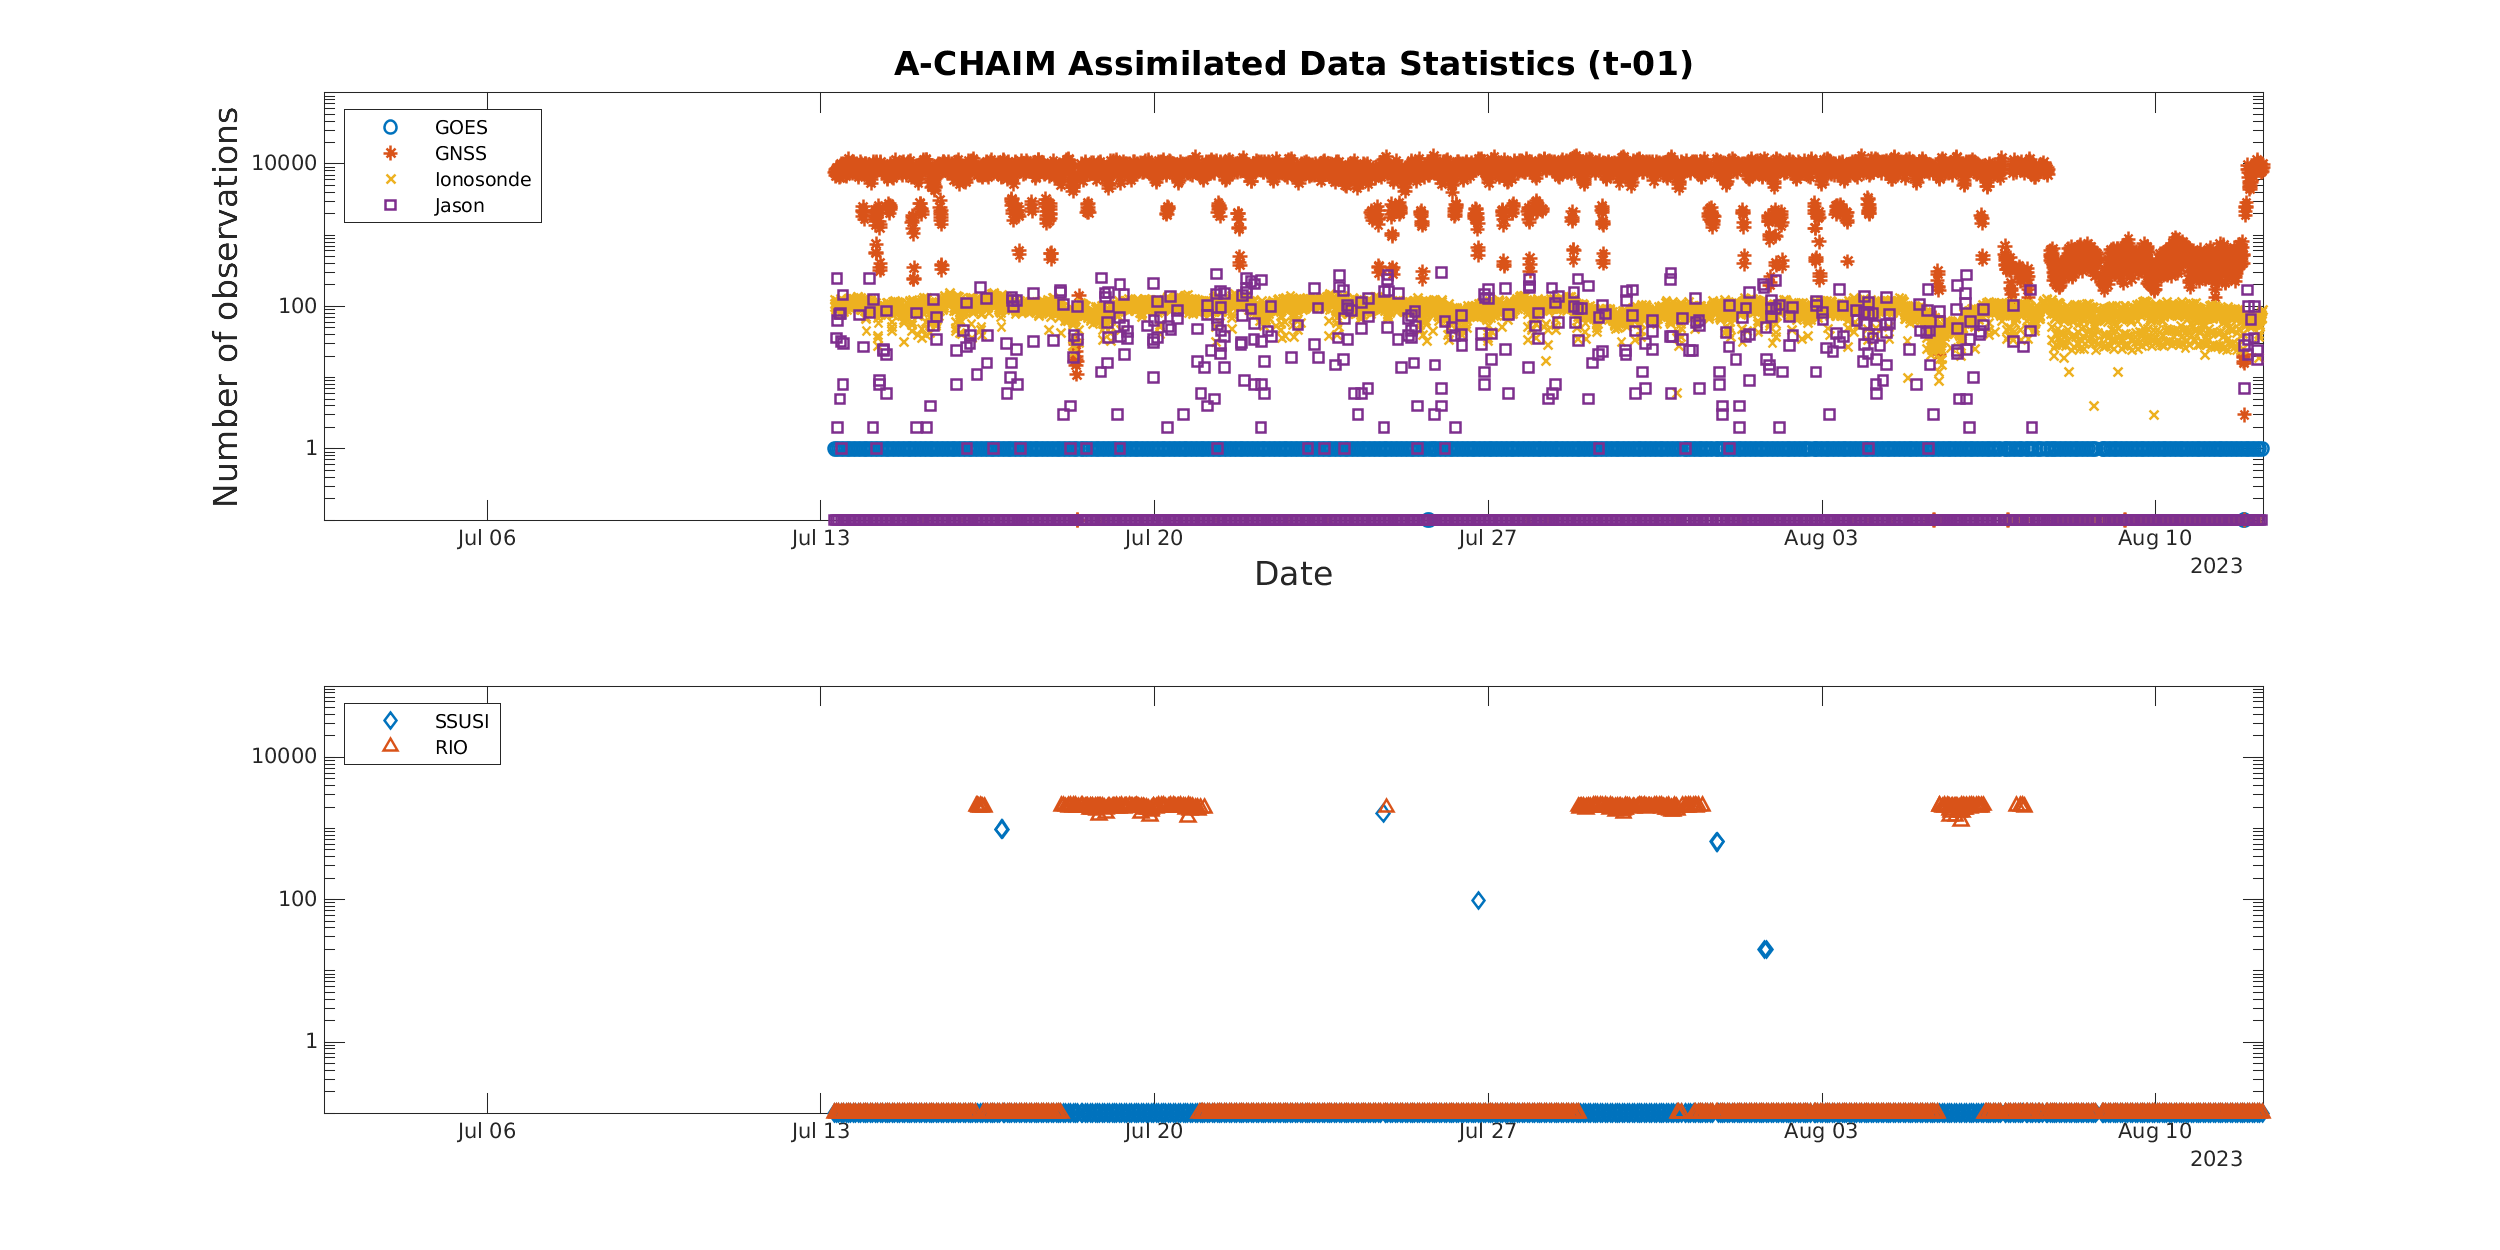 A-CHAIM Assimilated Data Statistics (t-01)
Number of observations
10000
100
1
GOES
GNSS
Ionosonde
Jason
Jul 06 Jul 13 Jul 20 Jul 27 Aug 03 Aug 10
2023
Date
10000
100
1
SSUSI
RIO
Jul 06 Jul 13 Jul 20 Jul 27 Aug 03 Aug 10
2023